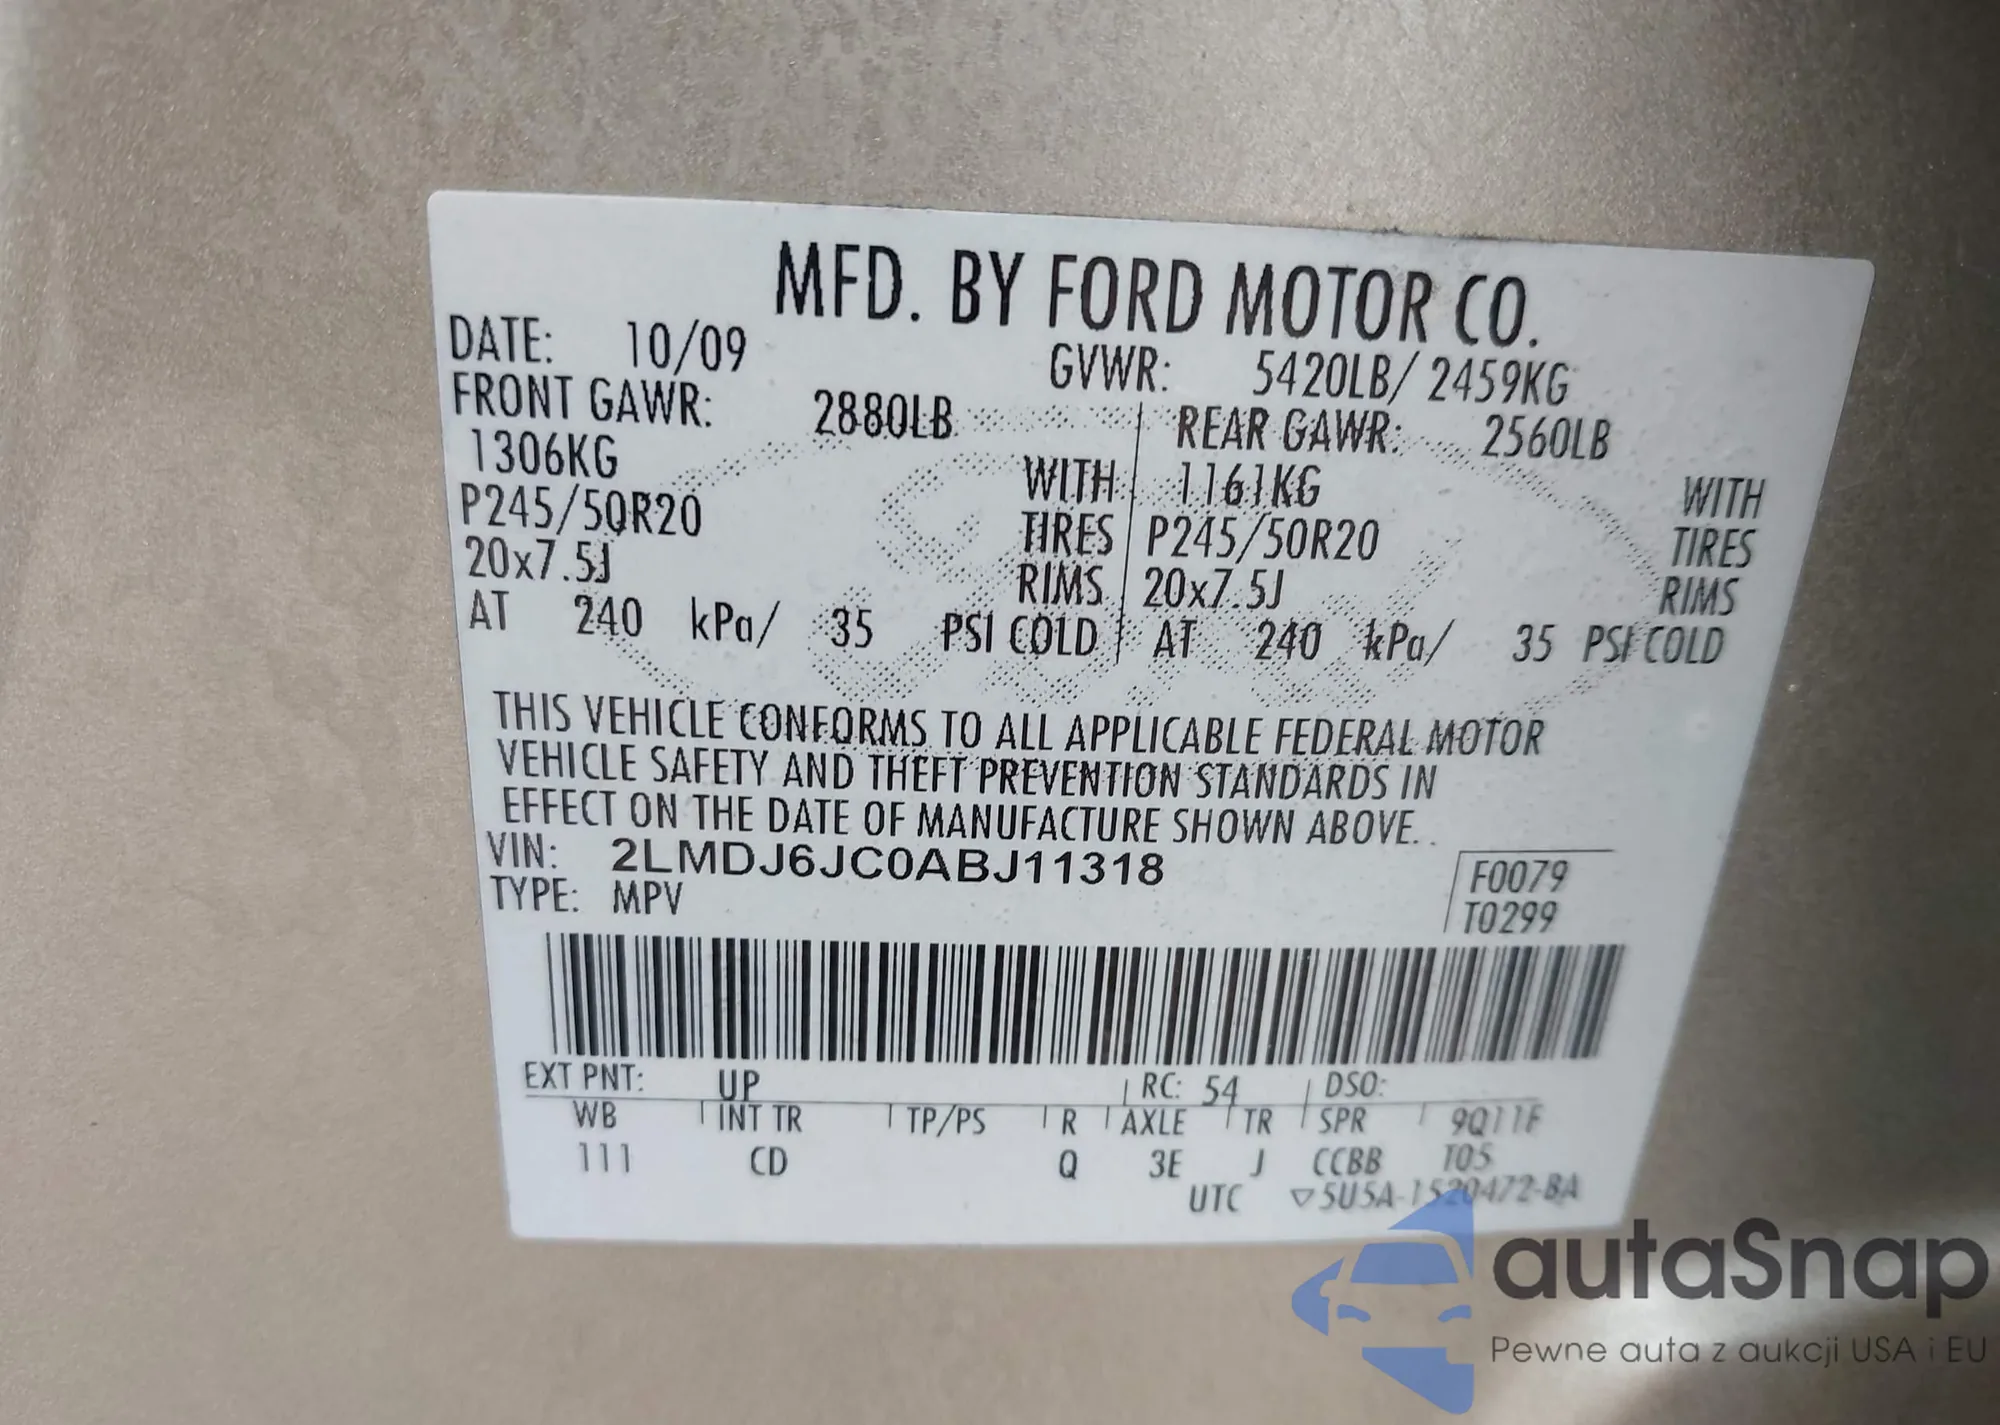 MFD. BY FORD MOTOR CO.
DATE: 10/09 GVWR: 5420LB/ 2459KG
FRONT GAWR: 2880LB REAR GAWR: 2560LB
1306KG WITH 1161KG WITH
P245/50R20 TIRES P245/50R20 TIRES
20x7.5J RIMS 20x7.5J RIMS
AT 240 kPa/ 35 PSI COLD AT 240 kPa/ 35 PSI COLD
THIS VEHICLE CONFORMS TO ALL APPLICABLE FEDERAL MOTOR
VEHICLE SAFETY AND THEFT PREVENTION STANDARDS IN
EFFECT ON THE DATE OF MANUFACTURE SHOWN ABOVE. .
VIN: 2LMDJ6JC0ABJ11318
TYPE: MPV
F0079
T0299
EXT PNT: UP RC: 54 DSO:
WB INT TR TP/PS R AXLE TR SPR 9Q11F
111 CD Q 3E J CCBB T05
UTC ▽5U5A-1520472-BA
autaSnap
Pewne auta z aukcji USA i EU